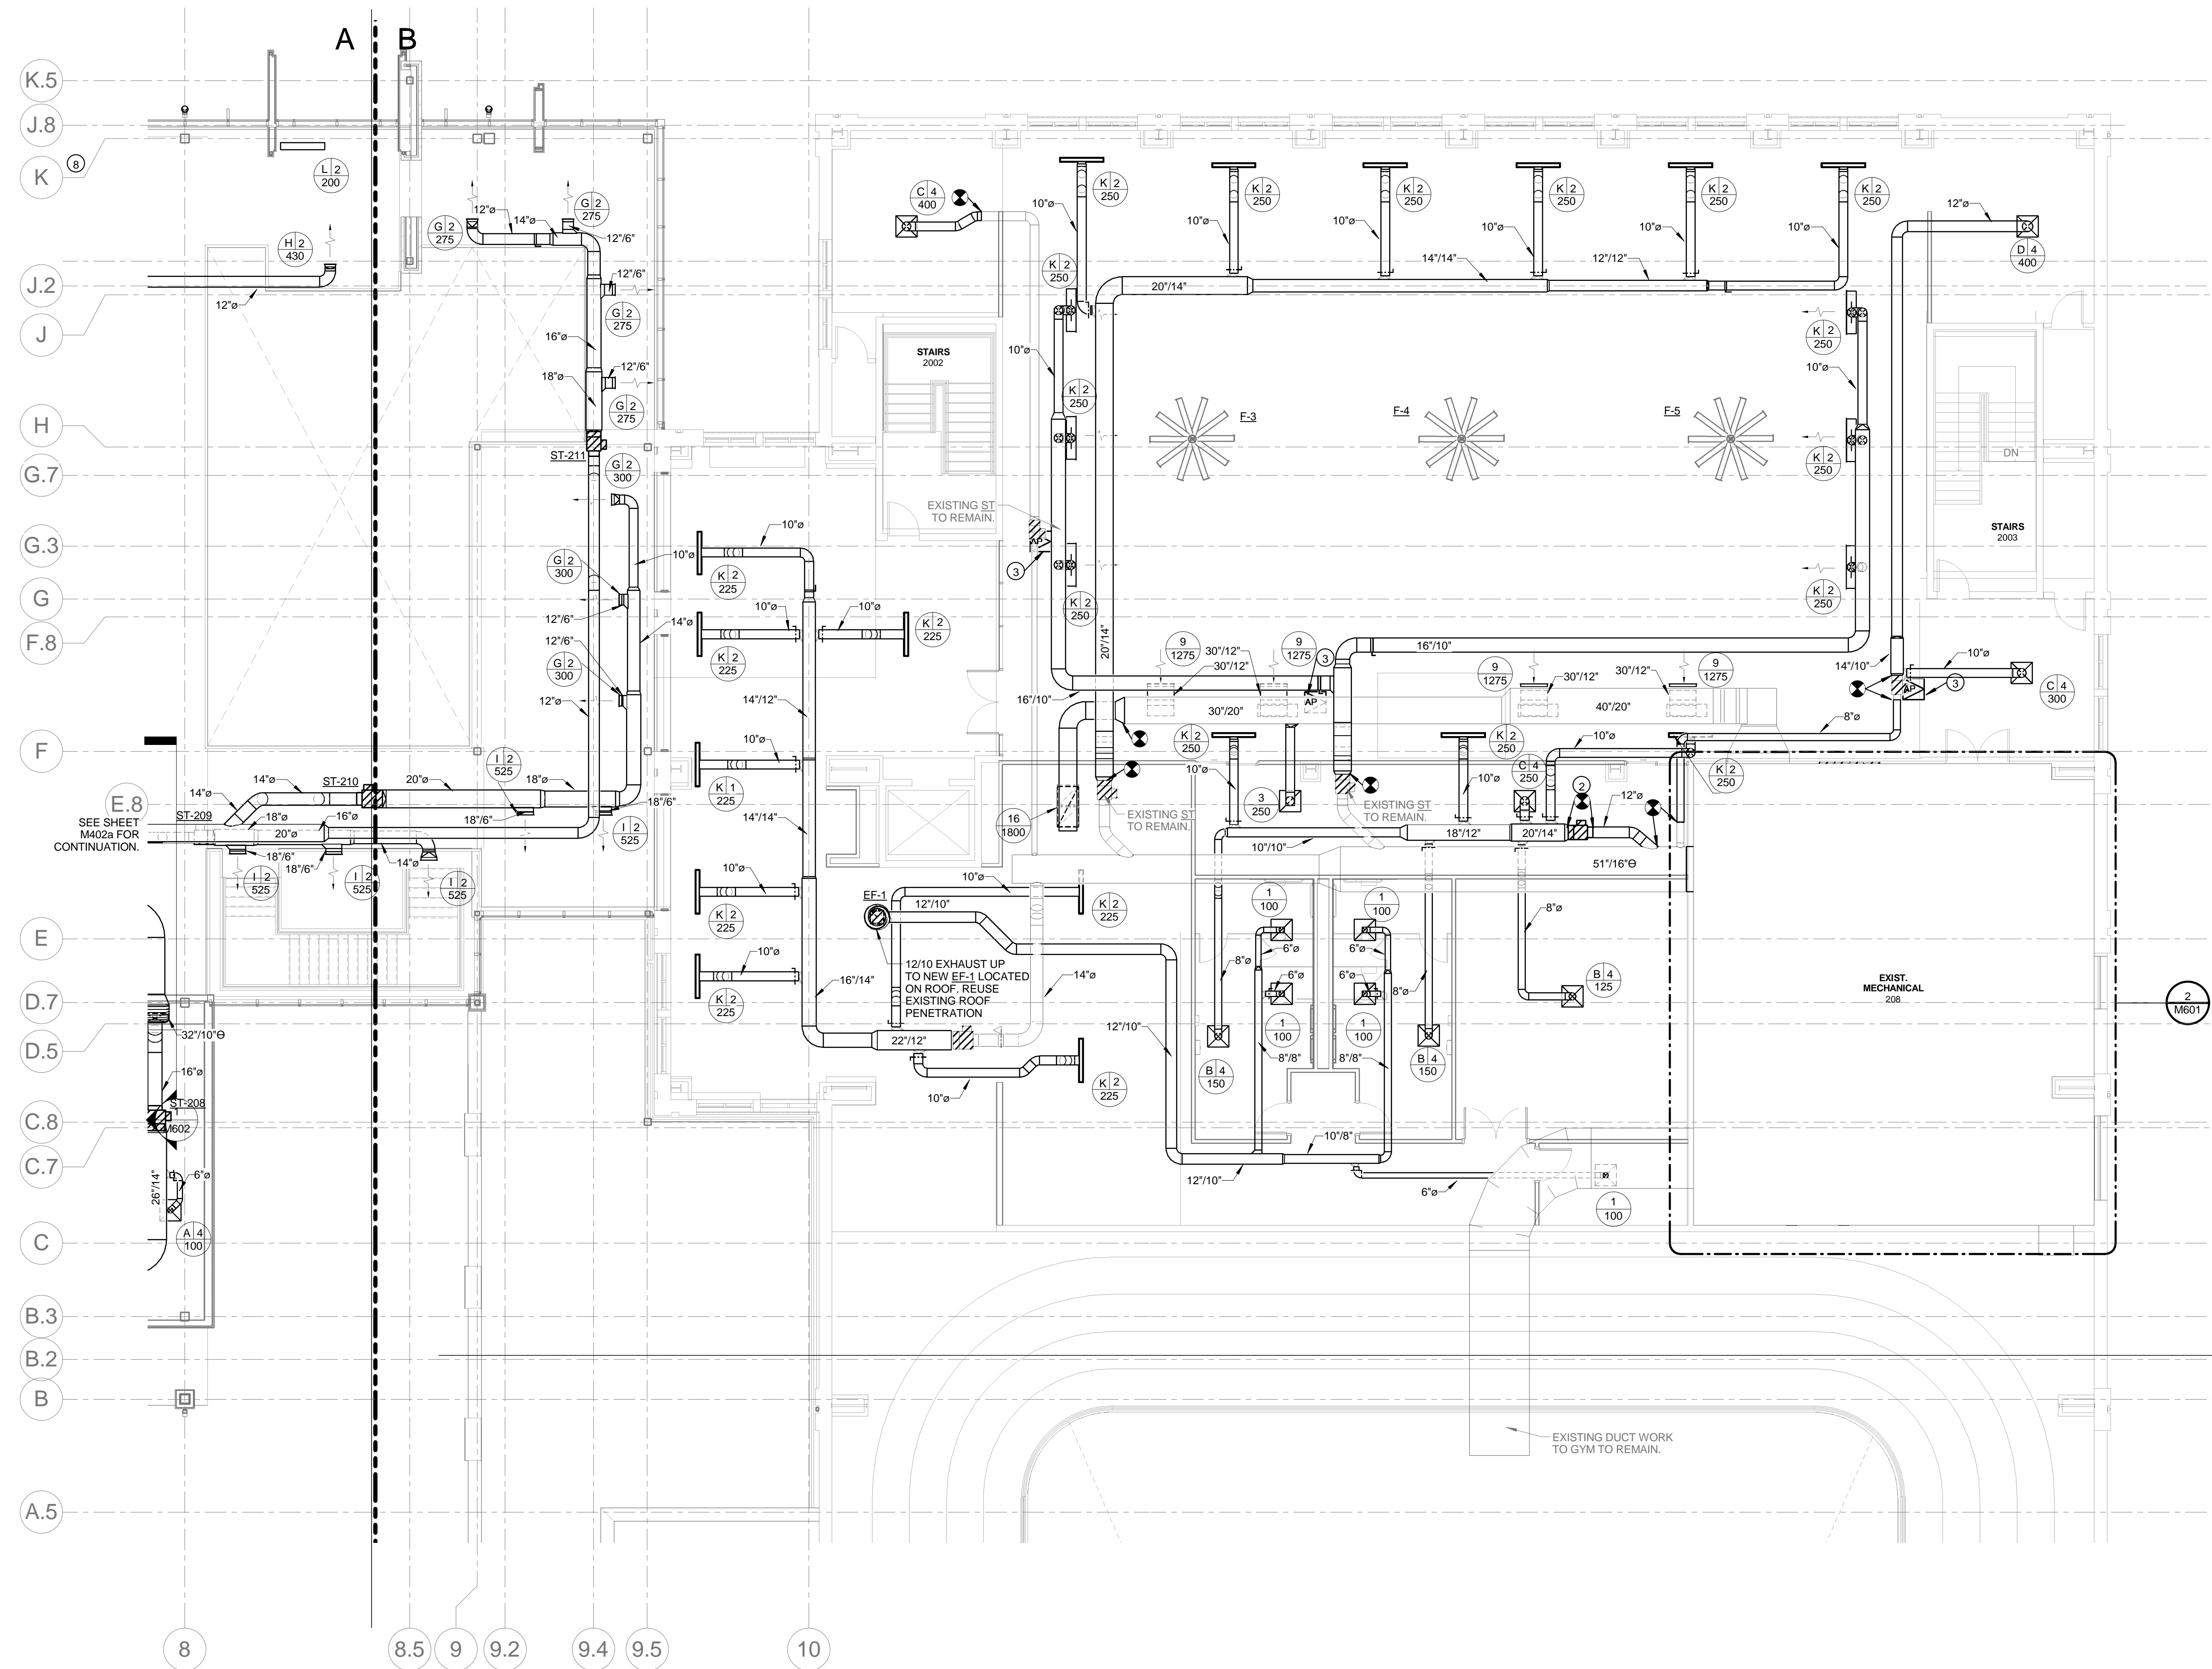 A
B
K.5
J.8
K
8
J.2
J
H
G.7
G.3
G
F.8
F
E.8
E
D.7
D.5
C.8
C.7
C
B.3
B.2
B
A.5
8
8.5
9
9.2
9.4
9.5
10
L 2
200
H 2
430
12"ø
G 2
275
12"ø
14"ø
G 2
275
12"/6"
12"/6"
G 2
275
16"ø
12"/6"
18"ø
G 2
275
ST-211
G 2
300
10"ø
G 2
300
12"/6"
14"ø
12"/6"
G 2
300
12"ø
I 2
525
14"ø
ST-210
20"ø
18"ø
14"ø
18"/6"
18"/6"
I 2
525
ST-209
18"ø
16"ø
20"ø
SEE SHEET
M402a FOR
CONTINUATION.
18"/6"
18"/6"
14"ø
I 2
525
I 2
525
I 2
525
32"/10"Ө
16"ø
ST-208
1
M602
26"/14"
6"ø
A 4
100
10"ø
K 2
225
10"ø
10"ø
K 2
225
K 2
225
14"/12"
10"ø
K 1
225
14"/14"
10"ø
K 2
225
10"ø
K 2
225
16"/14"
22"/12"
EF-1
12"/10"
10"ø
K 2
225
12/10 EXHAUST UP
TO NEW EF-1 LOCATED
ON ROOF. REUSE
EXISTING ROOF
PENETRATION
14"ø
10"ø
K 2
225
C 4
400
STAIRS
2002
K 2
250
10"ø
K 2
250
10"ø
K 2
250
10"ø
K 2
250
10"ø
K 2
250
10"ø
K 2
250
10"ø
K 2
250
20"/14"
14"/14"
12"/12"
10"ø
K 2
250
F-3
F-4
F-5
EXISTING ST
TO REMAIN.
AP
3
K 2
250
20"/14"
12"ø
D 4
400
K 2
250
10"ø
K 2
250
K 2
250
DN
STAIRS
2003
16"/10"
9
1275
30"/12"
30"/12"
9
1275
3
9
1275
30"/12"
30"/12"
9
1275
16"/10"
30"/20"
AP
40"/20"
14"/10"
10"ø
AP
3
C 4
300
8"ø
16
1800
EXISTING ST
TO REMAIN.
K 2
250
10"ø
3
250
EXISTING ST
TO REMAIN.
K 2
250
10"ø
C 4
250
10"ø
2
12"ø
K 2
250
10"/10"
18"/12"
20"/14"
51"/16"Ө
1
100
1
100
6"ø
6"ø
8"ø
6"ø
6"ø
8"ø
1
100
1
100
8"ø
B 4
125
B 4
150
8"/8"
8"/8"
B 4
150
12"/10"
10"/8"
12"/10"
6"ø
1
100
EXIST.
MECHANICAL
208
2
M601
EXISTING DUCT WORK
TO GYM TO REMAIN.